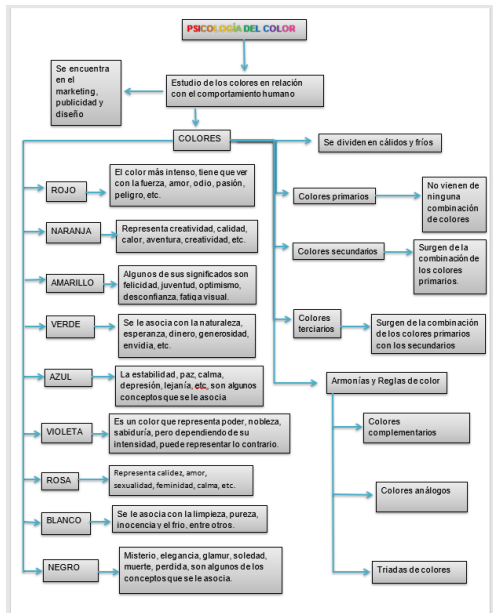 PSICOLOGÍA DEL COLOR
Se encuentra
en el
marketing,
publicidad y
diseño
Estudio de los colores en relación
con el comportamiento humano
COLORES
Se dividen en cálidos y fríos
ROJO
El color más intenso, tiene que ver
con la fuerza, amor, odio, pasión,
peligro, etc.
NARANJA
Representa creatividad, calidad,
calor, aventura, creatividad, etc.
AMARILLO
Algunos de sus significados son
felicidad, juventud, optimismo,
desconfianza, fatiga visual.
VERDE
Se le asocia con la naturaleza,
esperanza, dinero, generosidad,
envidia, etc.
AZUL
La estabilidad, paz, calma,
depresión, lejanía, etc, son algunos
conceptos que se le asocia
VIOLETA
Es un color que representa poder, nobleza,
sabiduría, pero dependiendo de su
intensidad, puede representar lo contrario.
ROSA
Representa calidez, amor,
sexualidad, feminidad, calma, etc.
BLANCO
Se le asocia con la limpieza, pureza,
inocencia y el frio, entre otros.
NEGRO
Misterio, elegancia, glamur, soledad,
muerte, perdida, son algunos de los
conceptos que se le asocia.
Colores primarios
No vienen de
ninguna
combinación
de colores
Colores secundarios
Surgen de la
combinación de
los colores
primarios.
Colores
terciarios
Surgen de la combinación
de los colores primarios
con los secundarios
Armonías y Reglas de color
Colores
complementarios
Colores análogos
Triadas de colores